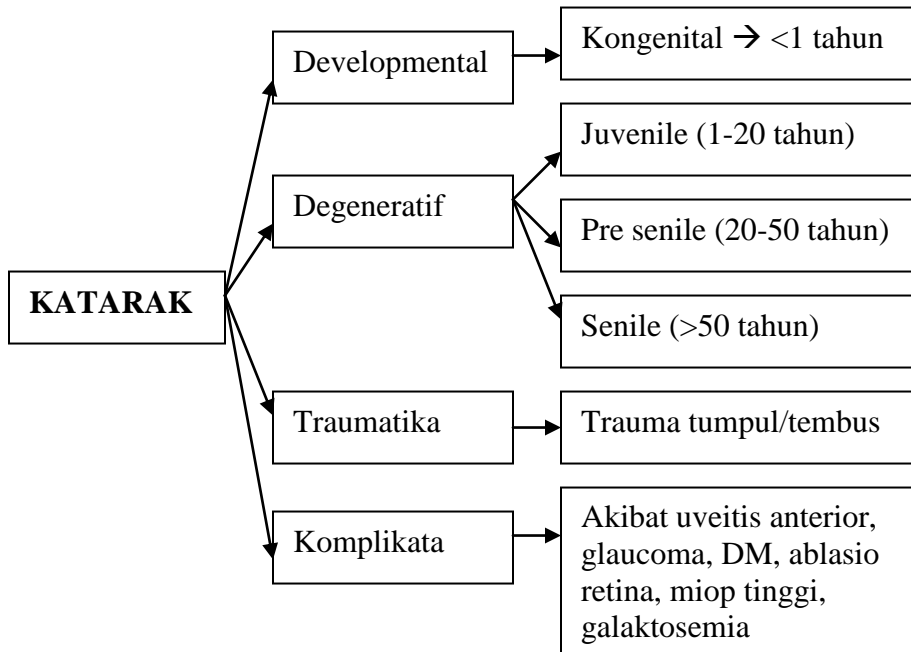 KATARAK
Developmental
Kongenital → <1 tahun
Degeneratif
Juvenile (1-20 tahun)
Pre senile (20-50 tahun)
Senile (>50 tahun)
Traumatika
Trauma tumpul/tembus
Komplikata
Akibat uveitis anterior,
glaucoma, DM, ablasio
retina, miop tinggi,
galaktosemia